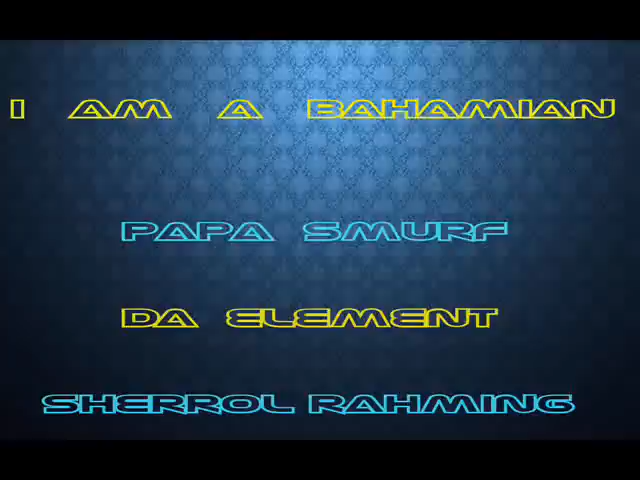 I AM A BAHAMIAN
PAPA SMURF
DA ELEMENT
SHERROL RAHMING